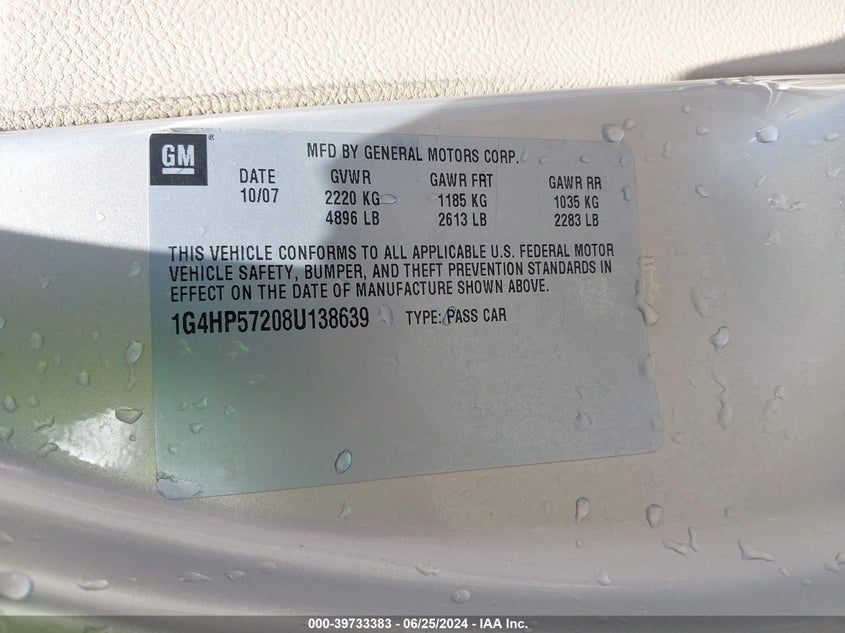 GM
MFD BY GENERAL MOTORS CORP.
DATE GVWR GAWR FRT GAWR RR
10/07 2220 KG 1185 KG 1035 KG
4896 LB 2613 LB 2283 LB
THIS VEHICLE CONFORMS TO ALL APPLICABLE U.S. FEDERAL MOTOR
VEHICLE SAFETY, BUMPER, AND THEFT PREVENTION STANDARDS IN
EFFECT ON THE DATE OF MANUFACTURE SHOWN ABOVE.
1G4HP57208U138639 TYPE: PASS CAR
000-39733383 - 06/25/2024 - IAA Inc.